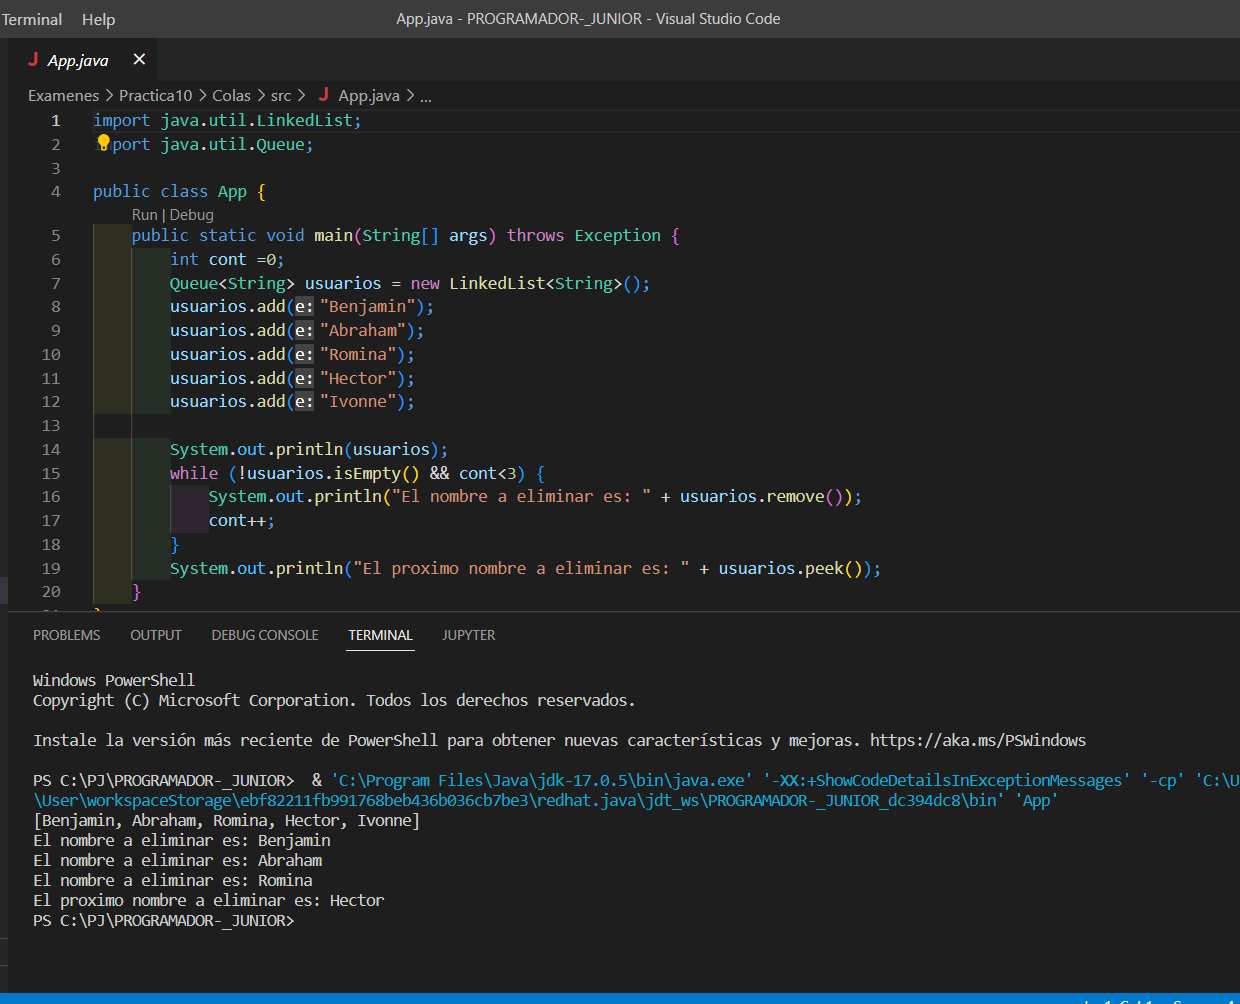 Terminal Help App.java - PROGRAMADOR-_JUNIOR - Visual Studio Code
J App.java ×
Examenes > Practica10 > Colas > src > J App.java > ...
1 import java.util.LinkedList;
2 port java.util.Queue;
3
4 public class App {
Run | Debug
5 public static void main(String[] args) throws Exception {
6 int cont =0;
7 Queue<String> usuarios = new LinkedList<String>();
8 usuarios.add(e: "Benjamin");
9 usuarios.add(e: "Abraham");
10 usuarios.add(e: "Romina");
11 usuarios.add(e: "Hector");
12 usuarios.add(e: "Ivonne");
13
14 System.out.println(usuarios);
15 while (!usuarios.isEmpty() && cont<3) {
16 System.out.println("El nombre a eliminar es: " + usuarios.remove());
17 cont++;
18 }
19 System.out.println("El proximo nombre a eliminar es: " + usuarios.peek());
20 }
PROBLEMS OUTPUT DEBUG CONSOLE TERMINAL JUPYTER
Windows PowerShell
Copyright (C) Microsoft Corporation. Todos los derechos reservados.
Instale la versión más reciente de PowerShell para obtener nuevas características y mejoras. https://aka.ms/PSWindows
PS C:\PJ\PROGRAMADOR-_JUNIOR> & 'C:\Program Files\Java\jdk-17.0.5\bin\java.exe' '-XX:+ShowCodeDetailsInExceptionMessages' '-cp' 'C:\U
\User\workspaceStorage\ebf82211fb991768beb436b036cb7be3\redhat.java\jdt_ws\PROGRAMADOR-_JUNIOR_dc394dc8\bin' 'App'
[Benjamin, Abraham, Romina, Hector, Ivonne]
El nombre a eliminar es: Benjamin
El nombre a eliminar es: Abraham
El nombre a eliminar es: Romina
El proximo nombre a eliminar es: Hector
PS C:\PJ\PROGRAMADOR-_JUNIOR>